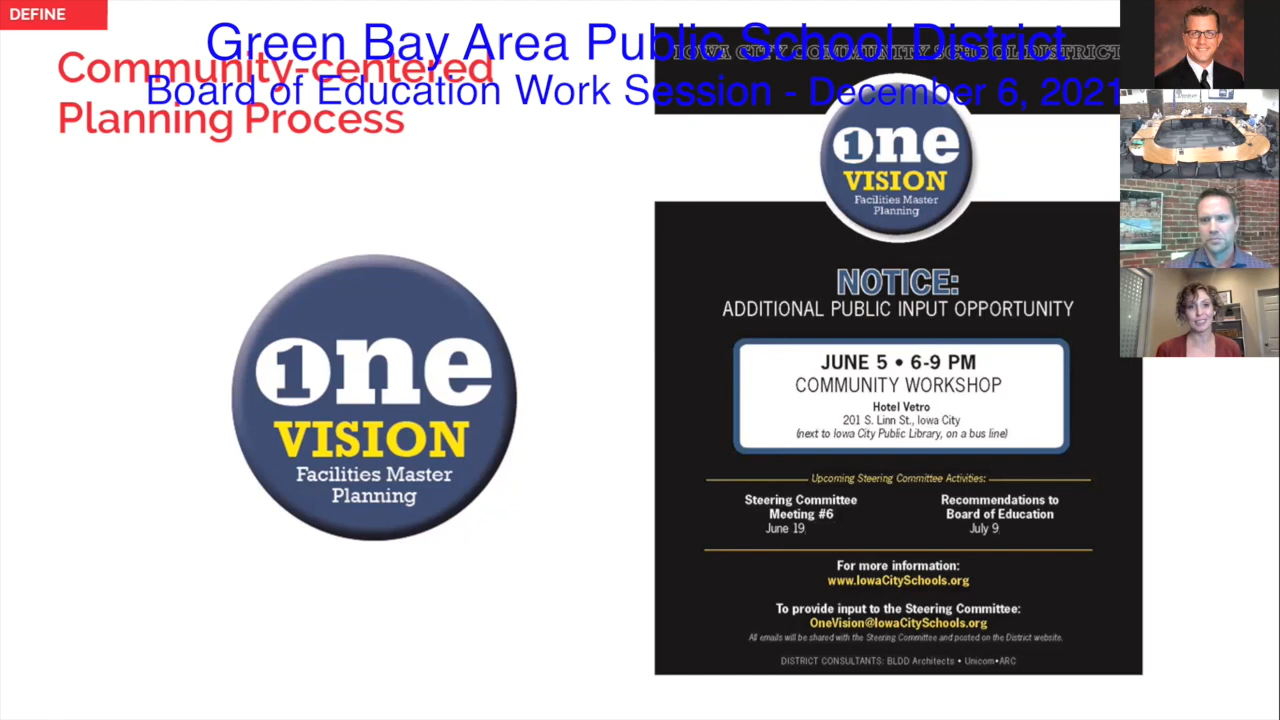 DEFINE
Green Bay Area Public School District
Board of Education Work Session - December 6, 2021
Community-centered
Planning Process
1ne
VISION
Facilities Master
Planning
IOWA CITY COMMUNITY SCHOOL DISTRICT
1ne
VISION
Facilities Master
Planning
NOTICE:
ADDITIONAL PUBLIC INPUT OPPORTUNITY
JUNE 5 • 6-9 PM
COMMUNITY WORKSHOP
Hotel Vetro
201 S. Linn St., Iowa City
(next to Iowa City Public Library, on a bus line)
Upcoming Steering Committee Activities:
Steering Committee
Meeting #6
June 19
Recommendations to
Board of Education
July 9
For more information:
www.IowaCitySchools.org
To provide input to the Steering Committee:
OneVision@IowaCitySchools.org
All emails will be shared with the Steering Committee and posted on the District website.
DISTRICT CONSULTANTS: BLDD Architects • Unicom•ARC